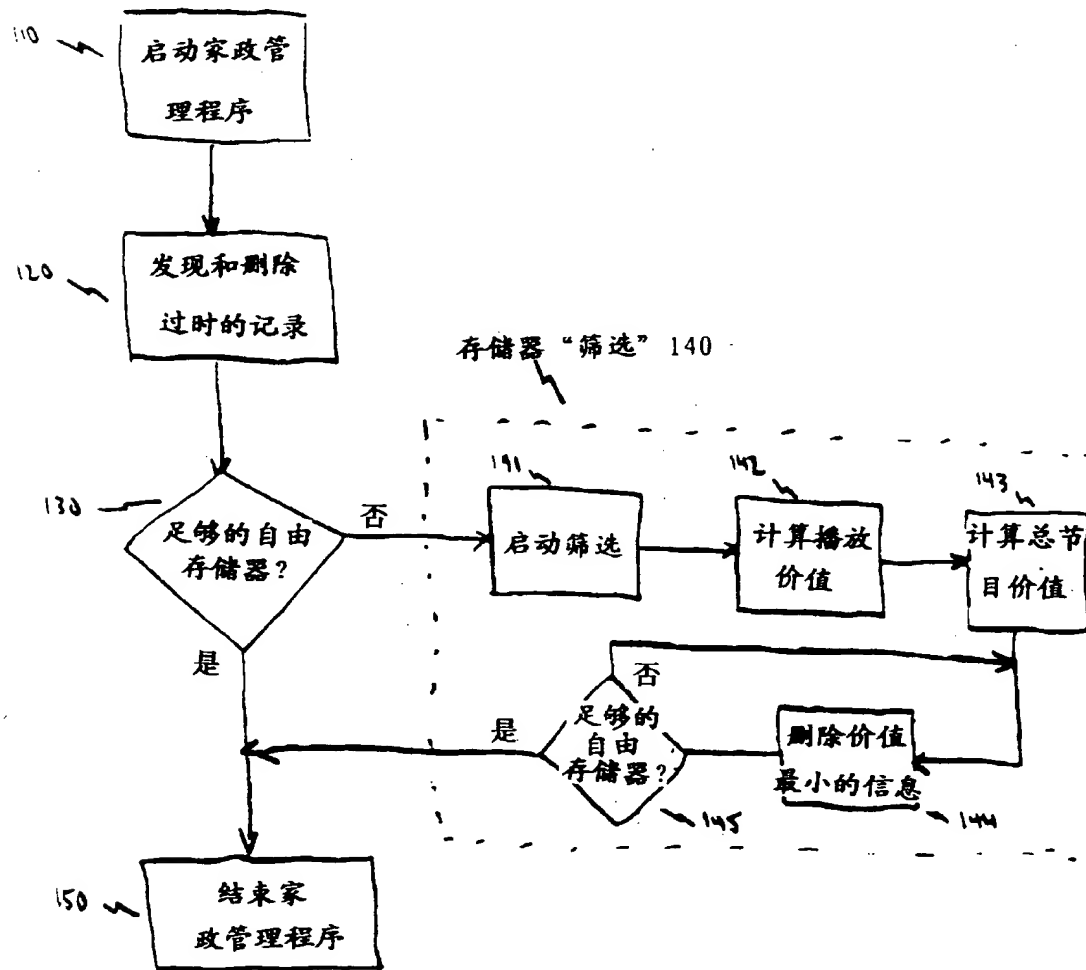 110
启动家政管
理程序
120
发现和删除
过时的记录
存储器“筛选”140
130
足够的自由
存储器?
否
是
191
启动筛选
142
计算播放
价值
143
计算总节
目价值
否
足够的
自由
存储器?
是
145
删除价值
最小的信息
144
150
结束家
政管理程序